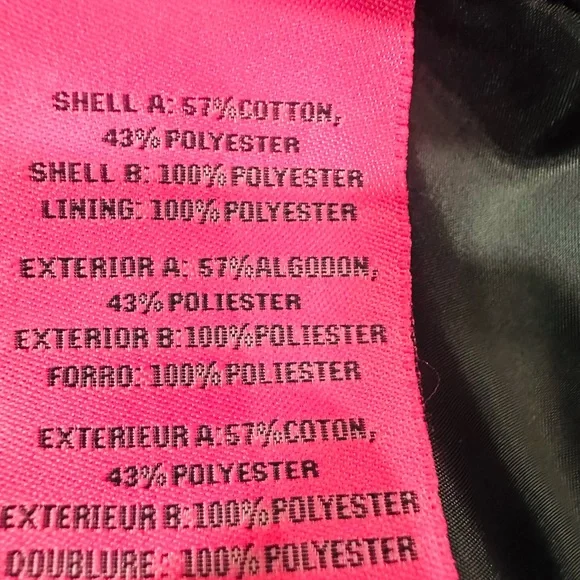 SHELL A: 57%COTTON,
43% POLYESTER
SHELL B: 100% POLYESTER
LINING: 100% POLYESTER
EXTERIOR A: 57%ALGODON,
43% POLIESTER
EXTERIOR B:100% POLIESTER
FORRO: 100% POLIESTER
EXTERIEUR A:57%COTON,
43% POLYESTER
EXTERIEUR B:100% POLYESTER
DOUBLURE: 100% POLYESTER